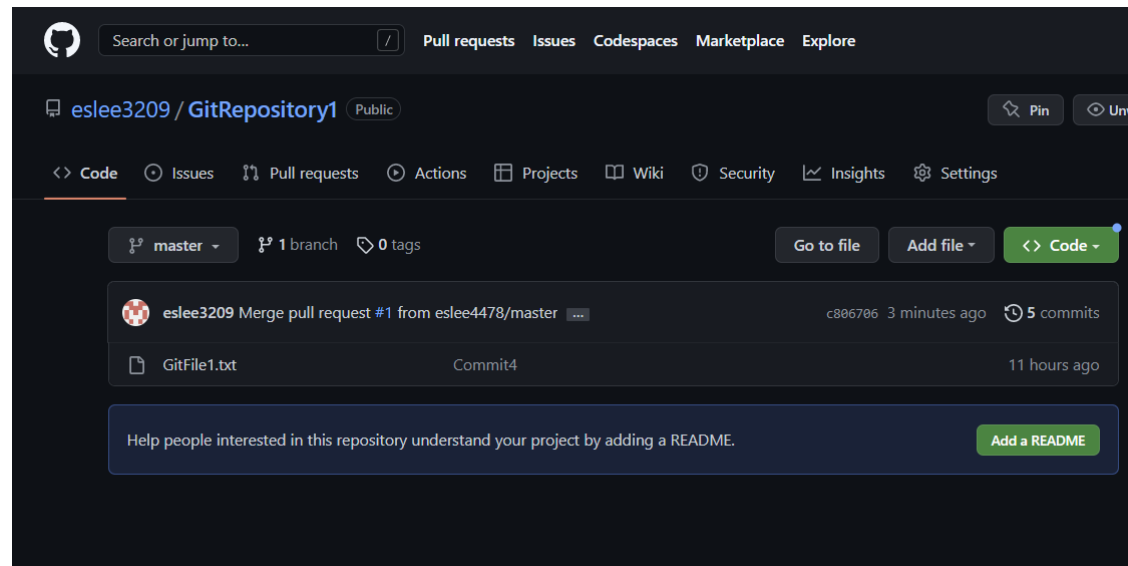 Search or jump to... / Pull requests Issues Codespaces Marketplace Explore
eslee3209 / GitRepository1 Public Pin
Code Issues Pull requests Actions Projects Wiki Security Insights Settings
master 1 branch 0 tags Go to file Add file <> Code
eslee3209 Merge pull request #1 from eslee4478/master ... c806706 3 minutes ago 5 commits
GitFile1.txt Commit4 11 hours ago
Help people interested in this repository understand your project by adding a README. Add a README